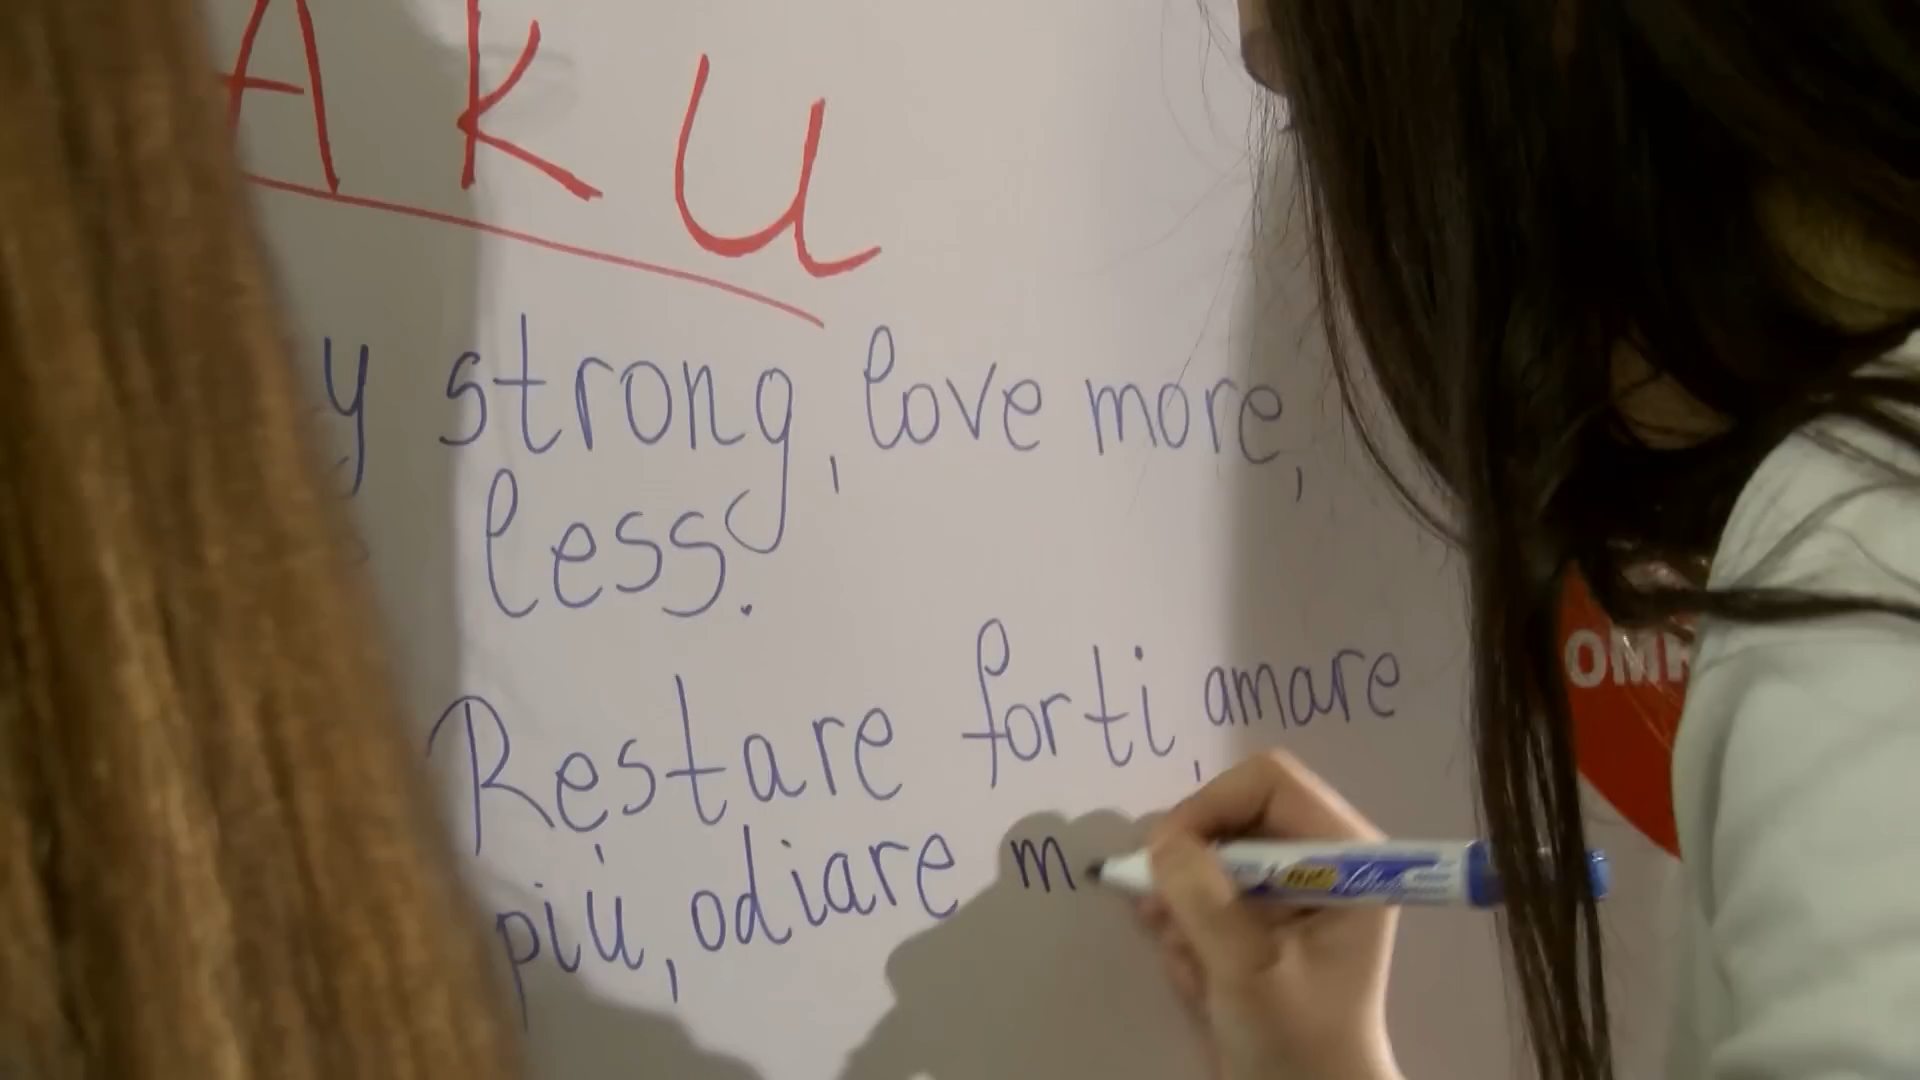 AKU
y strong, love more,
less.
Restare forti, amare
più, odiare m